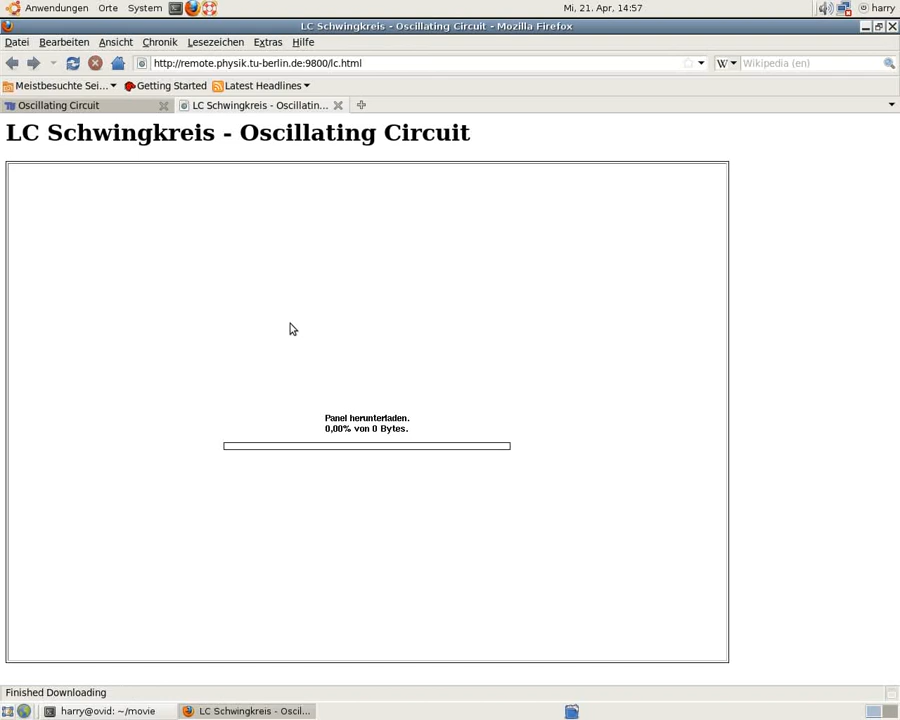 Anwendungen Orte System Mi, 21. Apr, 14:57 harry
LC Schwingkreis - Oscillating Circuit - Mozilla Firefox
Datei Bearbeiten Ansicht Chronik Lesezeichen Extras Hilfe
http://remote.physik.tu-berlin.de:9800/lc.html W Wikipedia (en)
Meistbesuchte Sei... Getting Started Latest Headlines
Oscillating Circuit LC Schwingkreis - Oscillatin...
LC Schwingkreis - Oscillating Circuit
Panel herunterladen.
0,00% von 0 Bytes.
Finished Downloading
harry@ovid: ~/movie LC Schwingkreis - Oscil...